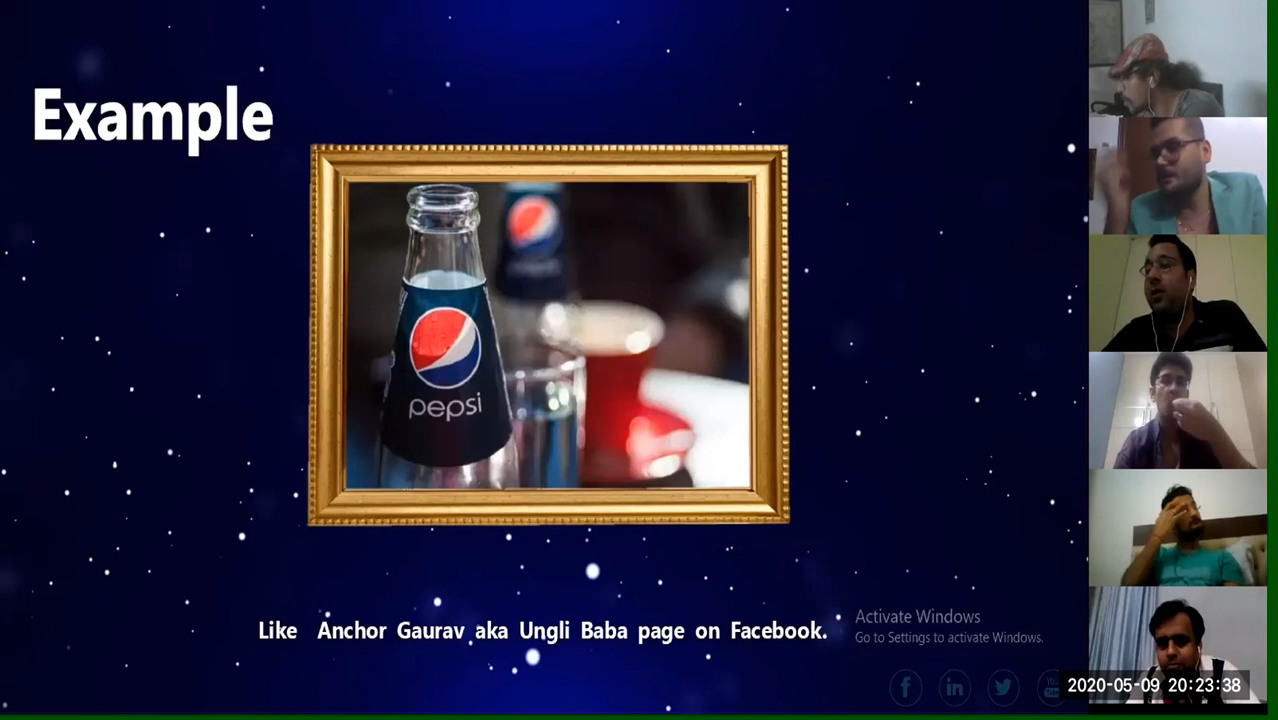 Example
pepsi
Like Anchor Gaurav aka Ungli Baba page on Facebook.
Activate Windows
Go to Settings to activate Windows.
2020-05-09 20:23:38